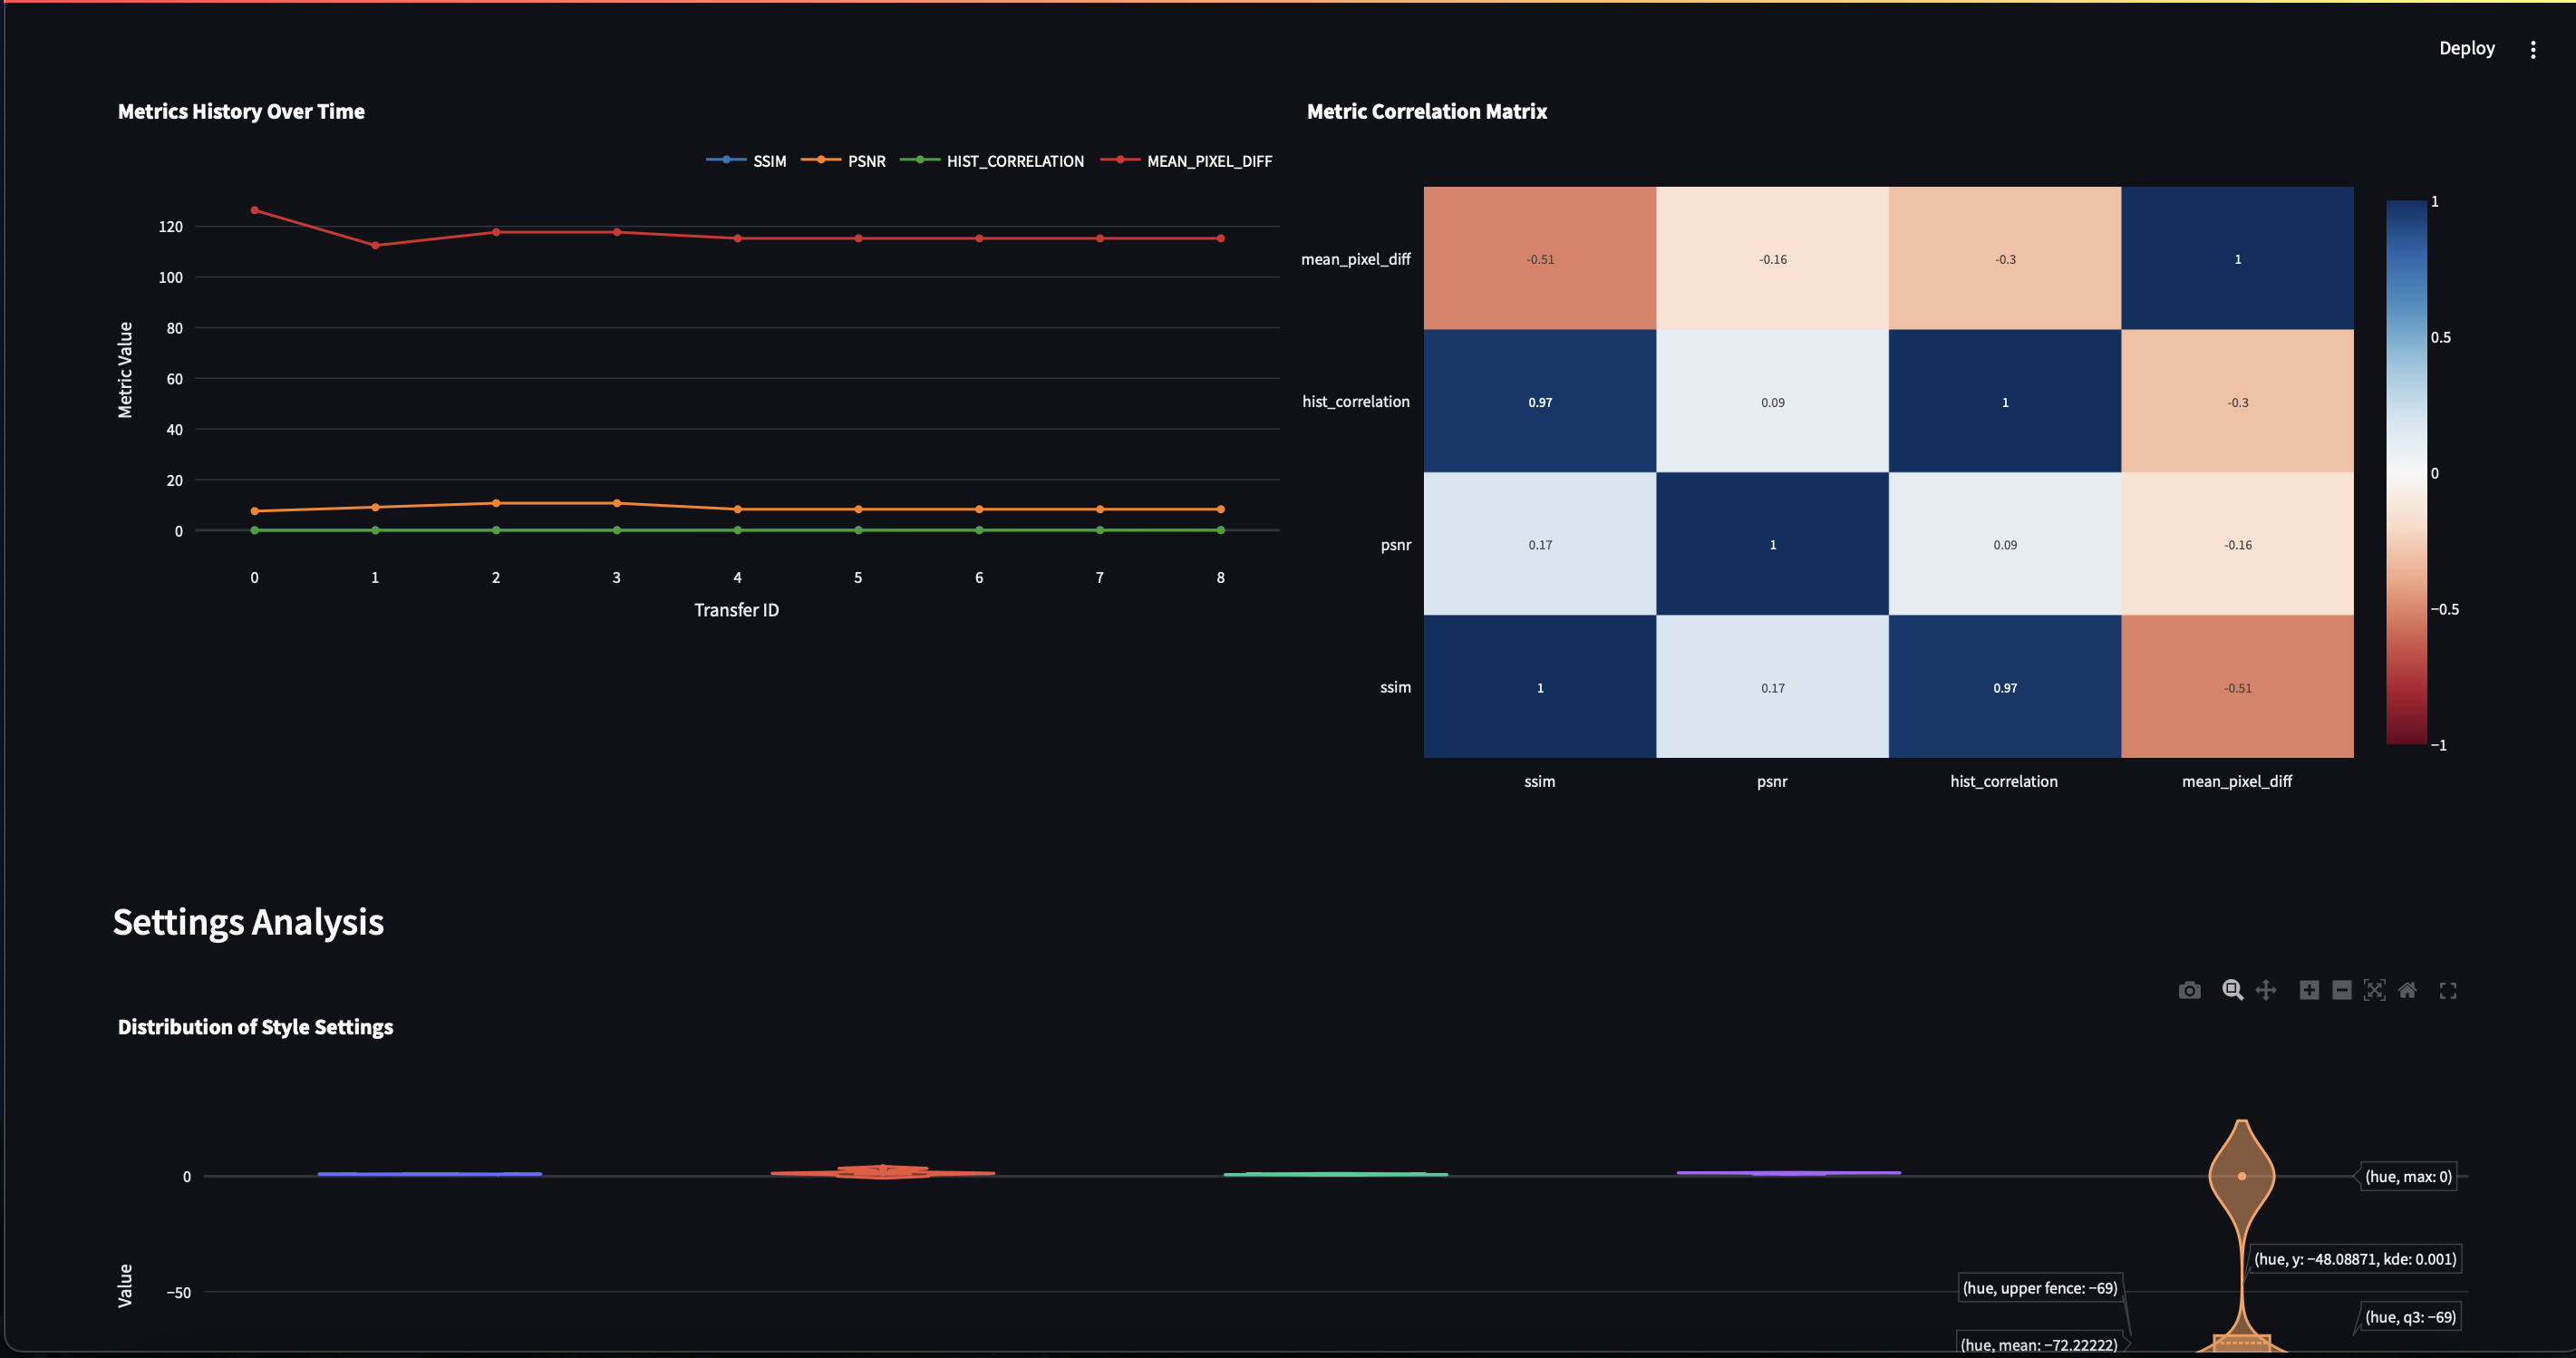 Deploy
Metrics History Over Time
SSIM PSNR HIST_CORRELATION MEAN_PIXEL_DIFF
Metric Value
120
100
80
60
40
20
0
0 1 2 3 4 5 6 7 8
Transfer ID
Metric Correlation Matrix
mean_pixel_diff -0.51 -0.16 -0.3 1
hist_correlation 0.97 0.09 1 -0.3
psnr 0.17 1 0.09 -0.16
ssim 1 0.17 0.97 -0.51
ssim psnr hist_correlation mean_pixel_diff
1
0.5
0
−0.5
−1
Settings Analysis
Distribution of Style Settings
Value
0
−50
(hue, max: 0)
(hue, y: −48.08871, kde: 0.001)
(hue, upper fence: −69)
(hue, q3: −69)
(hue, mean: −72.22222)